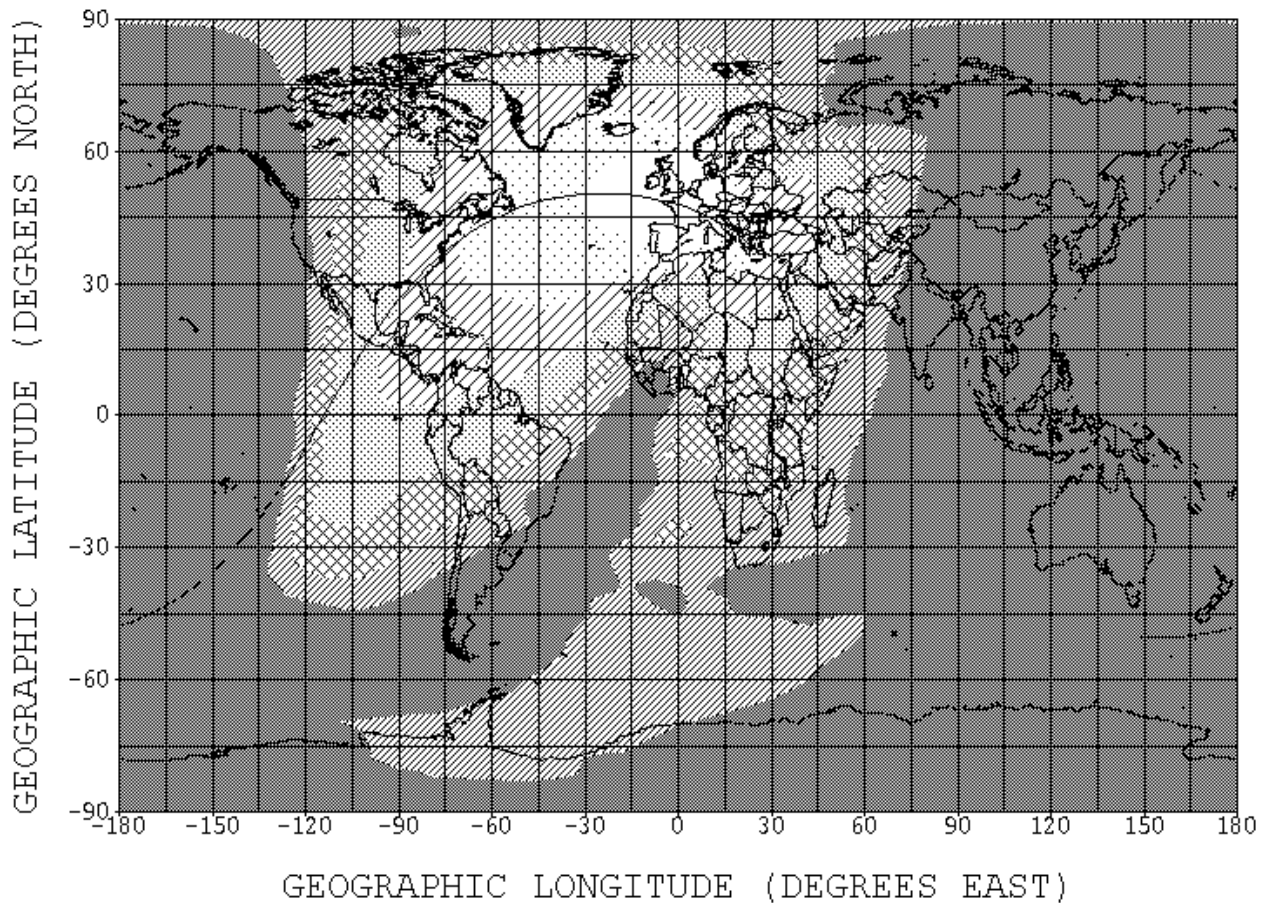 GEOGRAPHIC LATITUDE (DEGREES NORTH)
90
60
30
0
-30
-60
-90
-180 -150 -120 -90 -60 -30 0 30 60 90 120 150 180
GEOGRAPHIC LONGITUDE (DEGREES EAST)